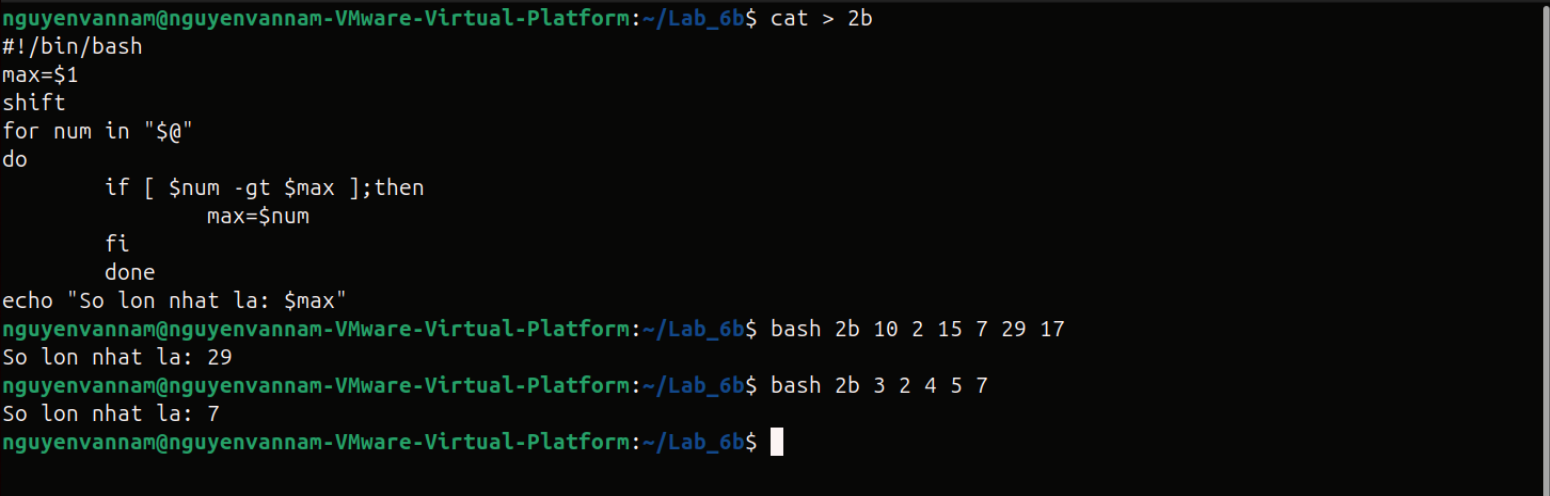 nguyenvannam@nguyenvannam-VMware-Virtual-Platform:~/Lab_6b$ cat > 2b
#!/bin/bash
max=$1
shift
for num in "$@"
do
        if [ $num -gt $max ];then
                max=$num
        fi
        done
echo "So lon nhat la: $max"
nguyenvannam@nguyenvannam-VMware-Virtual-Platform:~/Lab_6b$ bash 2b 10 2 15 7 29 17
So lon nhat la: 29
nguyenvannam@nguyenvannam-VMware-Virtual-Platform:~/Lab_6b$ bash 2b 3 2 4 5 7
So lon nhat la: 7
nguyenvannam@nguyenvannam-VMware-Virtual-Platform:~/Lab_6b$